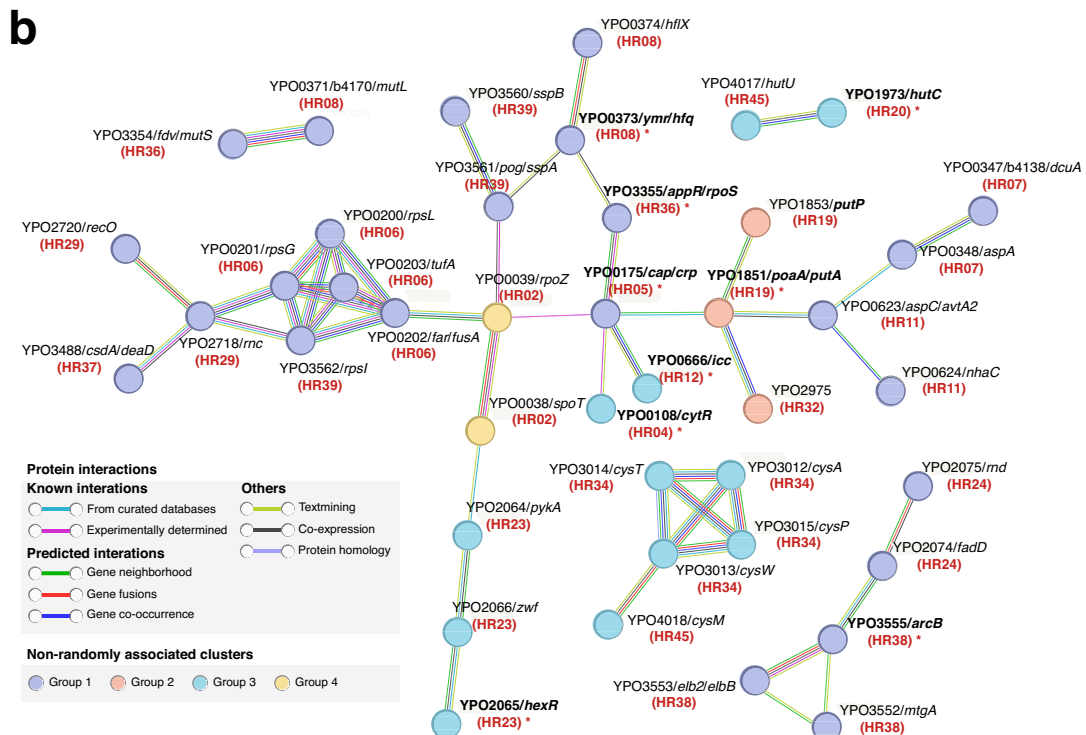 b
YPO0374/hflX
(HR08)
YPO0371/b4170/mutL
(HR08)
YPO3354/fdv/mutS
(HR36)
YPO3560/sspB
(HR39)
YPO0373/ymr/hfq
(HR08) *
YPO4017/hutU
(HR45)
YPO1973/hutC
(HR20) *
YPO3561/pog/sspA
(HR39)
YPO3355/appR/rpoS
(HR36) *
YPO0347/b4138/dcuA
(HR07)
YPO1853/putP
(HR19)
YPO2720/recO
(HR29)
YPO0200/rpsL
(HR06)
YPO0201/rpsG
(HR06)
YPO0203/tufA
(HR06)
YPO0348/aspA
(HR07)
YPO0039/rpoZ
(HR02)
YPO0175/cap/crp
(HR05) *
YPO1851/poaA/putA
(HR19) *
YPO0623/aspC/avtA2
(HR11)
YPO2718/rnc
(HR29)
YPO0202/far/fusA
(HR06)
YPO3488/csdA/deaD
(HR37)
YPO3562/rpsI
(HR39)
YPO0666/icc
(HR12) *
YPO0624/nhaC
(HR11)
YPO2975
(HR32)
YPO0038/spoT
(HR02)
YPO0108/cytR
(HR04) *
YPO3014/cysT
(HR34)
YPO3012/cysA
(HR34)
YPO2075/rnd
(HR24)
YPO2064/pykA
(HR23)
YPO3015/cysP
(HR34)
YPO2074/fadD
(HR24)
YPO3013/cysW
(HR34)
YPO2066/zwf
(HR23)
YPO4018/cysM
(HR45)
YPO3555/arcB
(HR38) *
YPO3553/elb2/elbB
(HR38)
YPO2065/hexR
(HR23) *
YPO3552/mtgA
(HR38)
Protein interactions
Known interations
From curated databases
Experimentally determined
Predicted interations
Gene neighborhood
Gene fusions
Gene co-occurrence
Others
Textmining
Co-expression
Protein homology
Non-randomly associated clusters
Group 1
Group 2
Group 3
Group 4